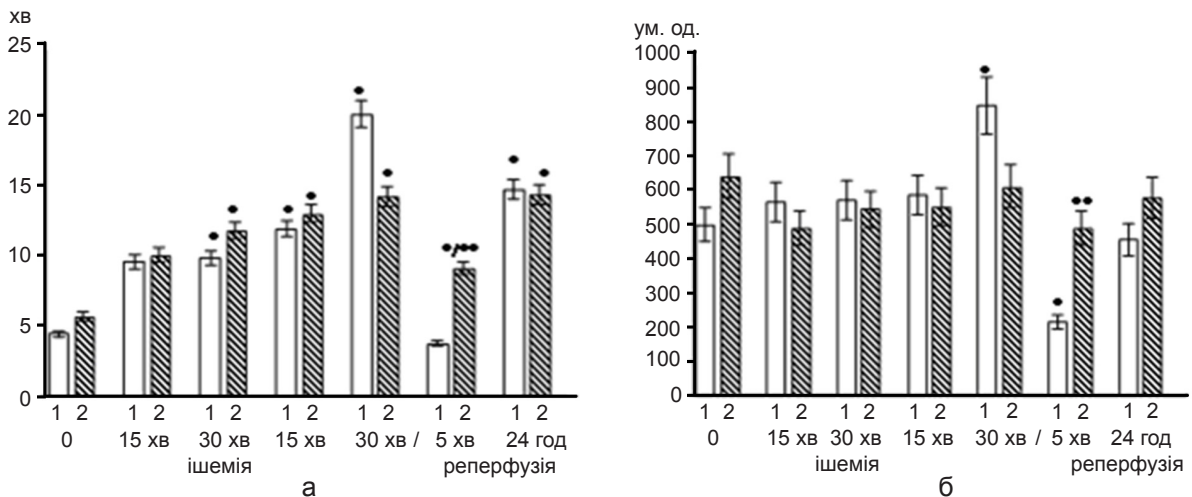 хв
25
20
15
10
5
0
1 2 1 2 1 2 1 2 1 2 1 2 1 2
0 15 хв 30 хв 15 хв 30 хв / 5 хв 24 год
ішемія реперфузія
а
ум. од.
1000
900
800
700
600
500
400
300
200
100
0
1 2 1 2 1 2 1 2 1 2 1 2 1 2
0 15 хв 30 хв 15 хв 30 хв / 5 хв 24 год
ішемія реперфузія
б